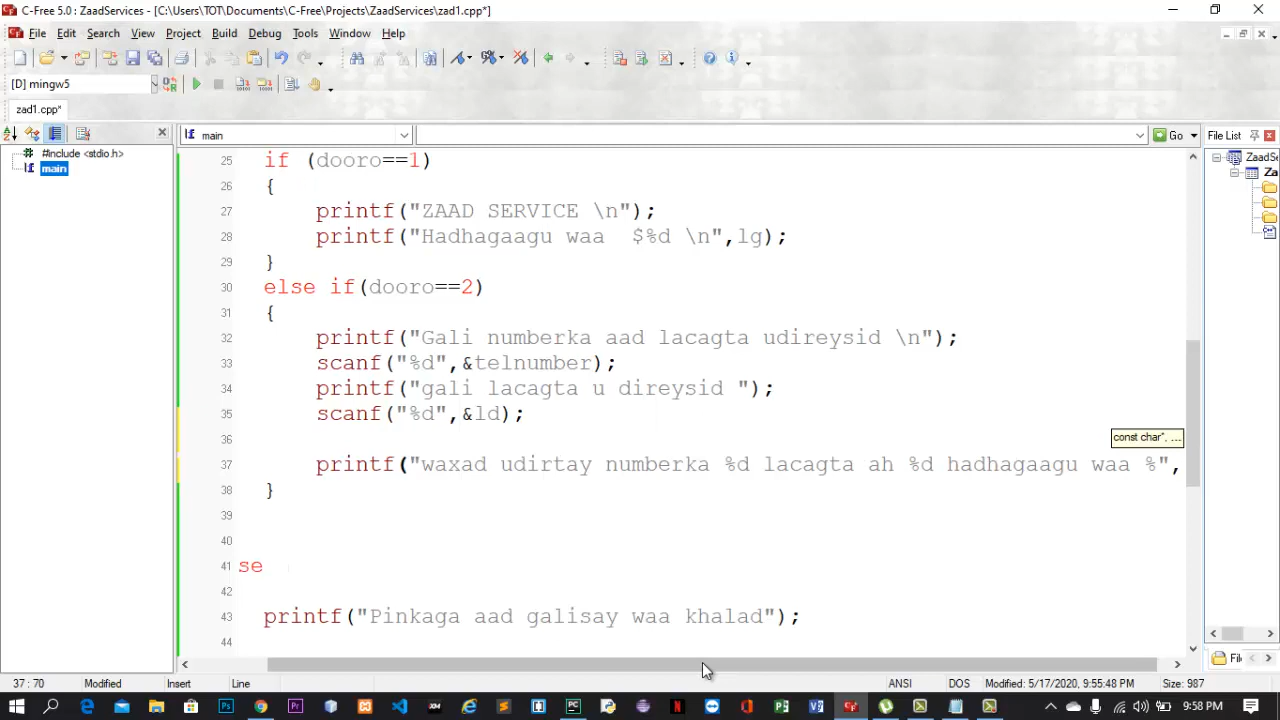 C-Free 5.0 : ZaadServices - [C:\Users\TOT\Documents\C-Free\Projects\ZaadServices\zad1.cpp*]
File Edit Search View Project Build Debug Tools Window Help
[D] mingw5
zad1.cpp*
main
Go
File List
#include <stdio.h>
main
ZaadSe
Za
25 if (dooro==1)
26 {
27 printf("ZAAD SERVICE \n");
28 printf("Hadhagaagu waa $%d \n",lg);
29 }
30 else if(dooro==2)
31 {
32 printf("Gali numberka aad lacagta udireysid \n");
33 scanf("%d",&telnumber);
34 printf("gali lacagta u direysid ");
35 scanf("%d",&ld);
36
const char*, ...
37 printf("waxad udirtay numberka %d lacagta ah %d hadhagaagu waa %",
38 }
39
40
41 se
42
43 printf("Pinkaga aad galisay waa khalad");
44
File
37 : 70 Modified Insert Line ANSI DOS Modified: 5/17/2020, 9:55:48 PM Size: 987
9:58 PM